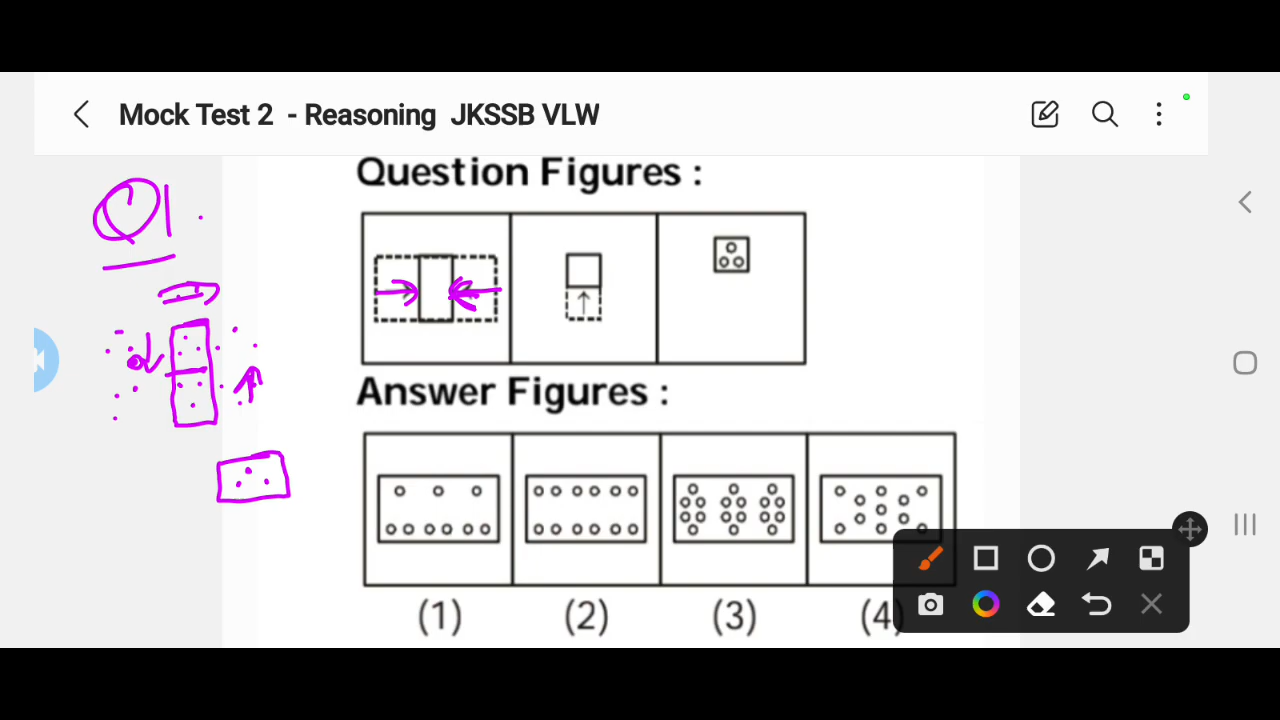 Mock Test 2 - Reasoning JKSSB VLW
Q1.
Question Figures :
Answer Figures :
(1) (2) (3) (4)